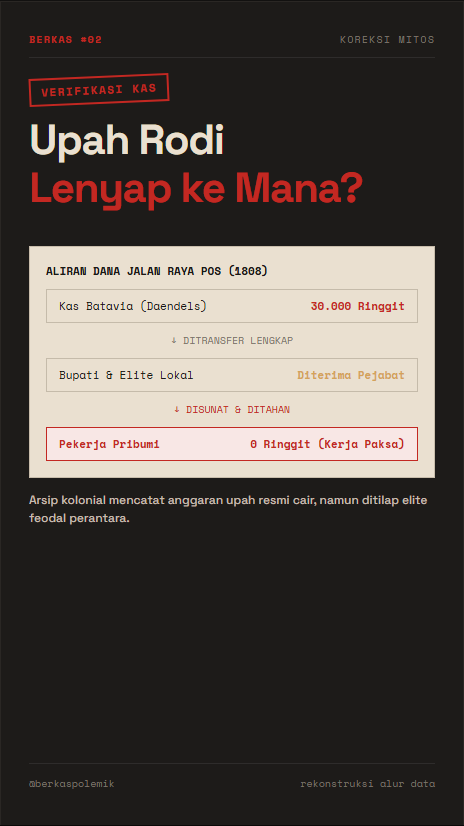 BERKAS #02
KOREKSI MITOS
VERIFIKASI KAS
Upah Rodi
Lenyap ke Mana?
ALIRAN DANA JALAN RAYA POS (1808)
Kas Batavia (Daendels)
30.000 Ringgit
↓ DITRANSFER LENGKAP
Bupati & Elite Lokal
Diterima Pejabat
↓ DISUNAT & DITAHAN
Pekerja Pribumi
0 Ringgit (Kerja Paksa)
Arsip kolonial mencatat anggaran upah resmi cair, namun ditilap elite
feodal perantara.
@berkaspolemik
rekonstruksi alur data